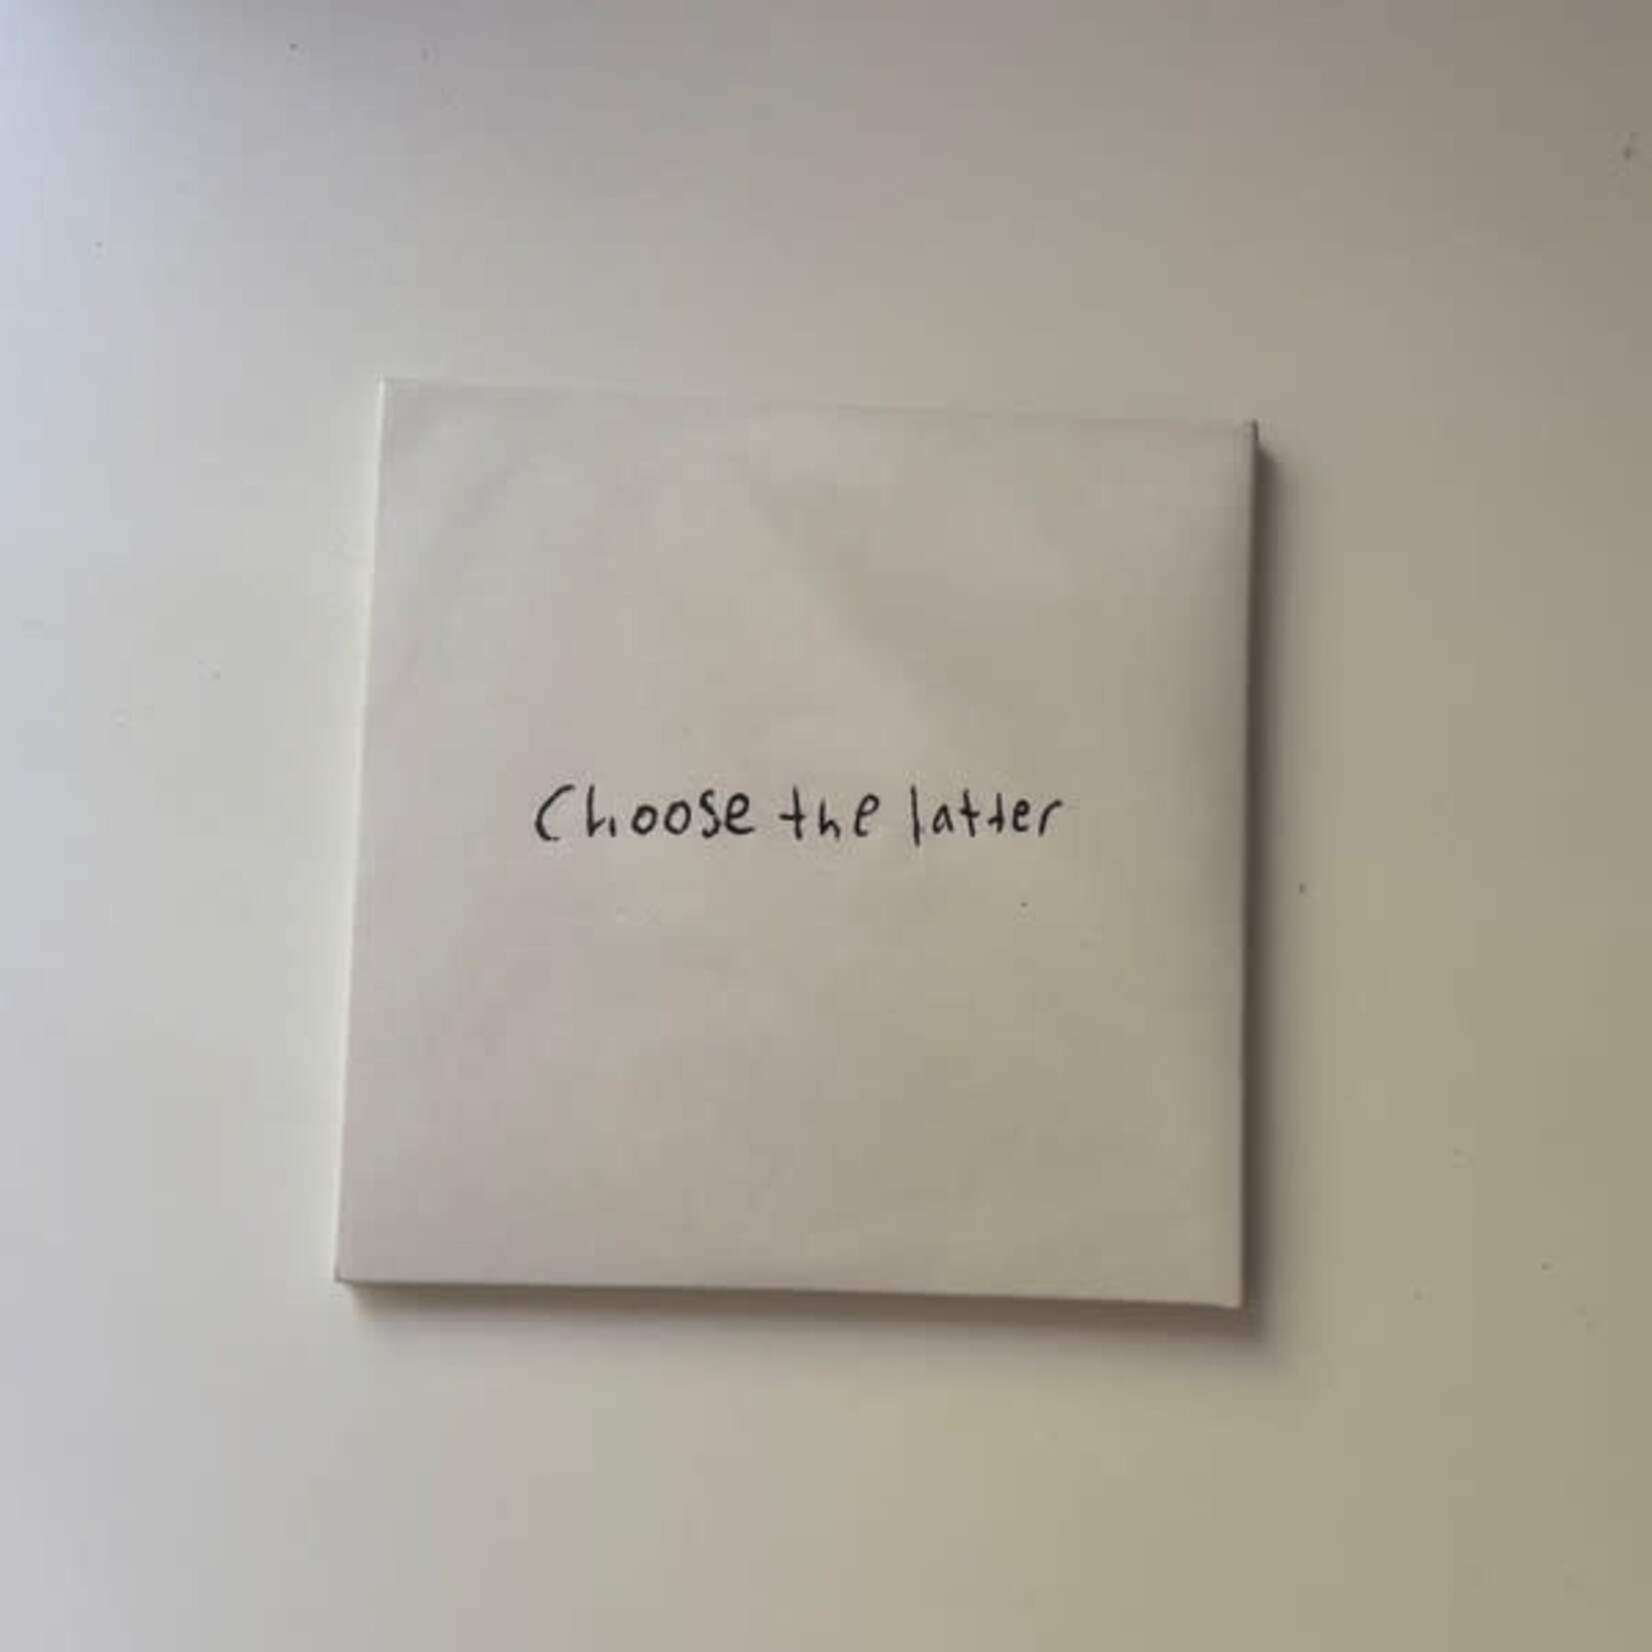 Choose the latter